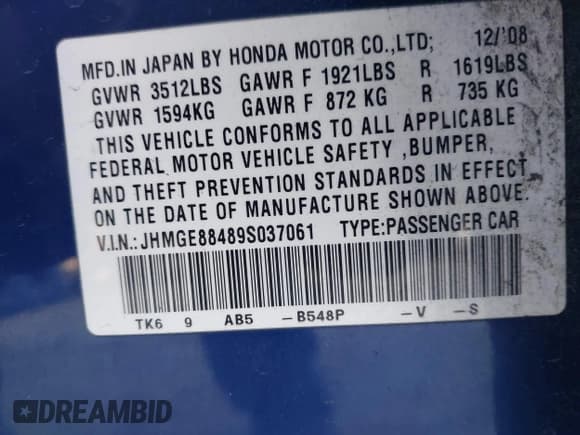 MFD.IN JAPAN BY HONDA MOTOR CO.,LTD; 12/'08
GVWR 3512LBS GAWR F 1921LBS R 1619LBS
GVWR 1594KG GAWR F 872 KG R 735 KG
THIS VEHICLE CONFORMS TO ALL APPLICABLE
FEDERAL MOTOR VEHICLE SAFETY ,BUMPER,
AND THEFT PREVENTION STANDARDS IN EFFECT
ON THE DATE OF MANUFACTURE SHOWN ABOVE.
V.I.N.: JHMGE88489S037061 TYPE:PASSENGER CAR
TK6 9 AB5 -B548P -V -S
DREAMBID